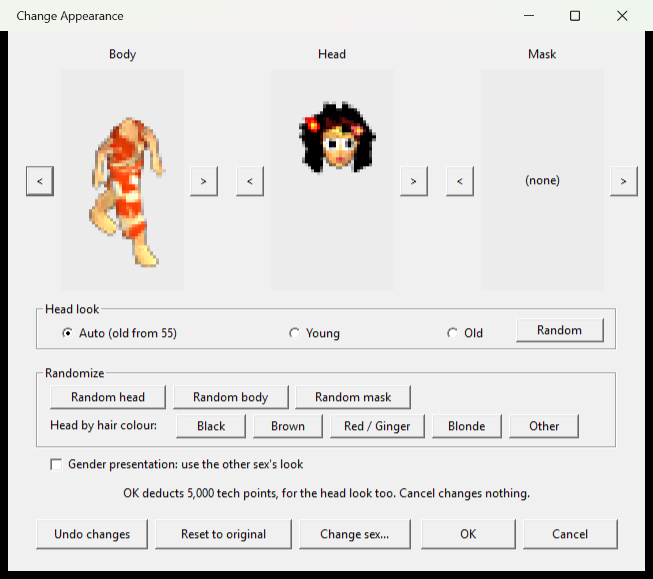 Change Appearance
Body Head Mask
< > < > < (none) >
Head look
Auto (old from 55) Young Old Random
Randomize
Random head Random body Random mask
Head by hair colour: Black Brown Red / Ginger Blonde Other
Gender presentation: use the other sex's look
OK deducts 5,000 tech points, for the head look too. Cancel changes nothing.
Undo changes Reset to original Change sex... OK Cancel